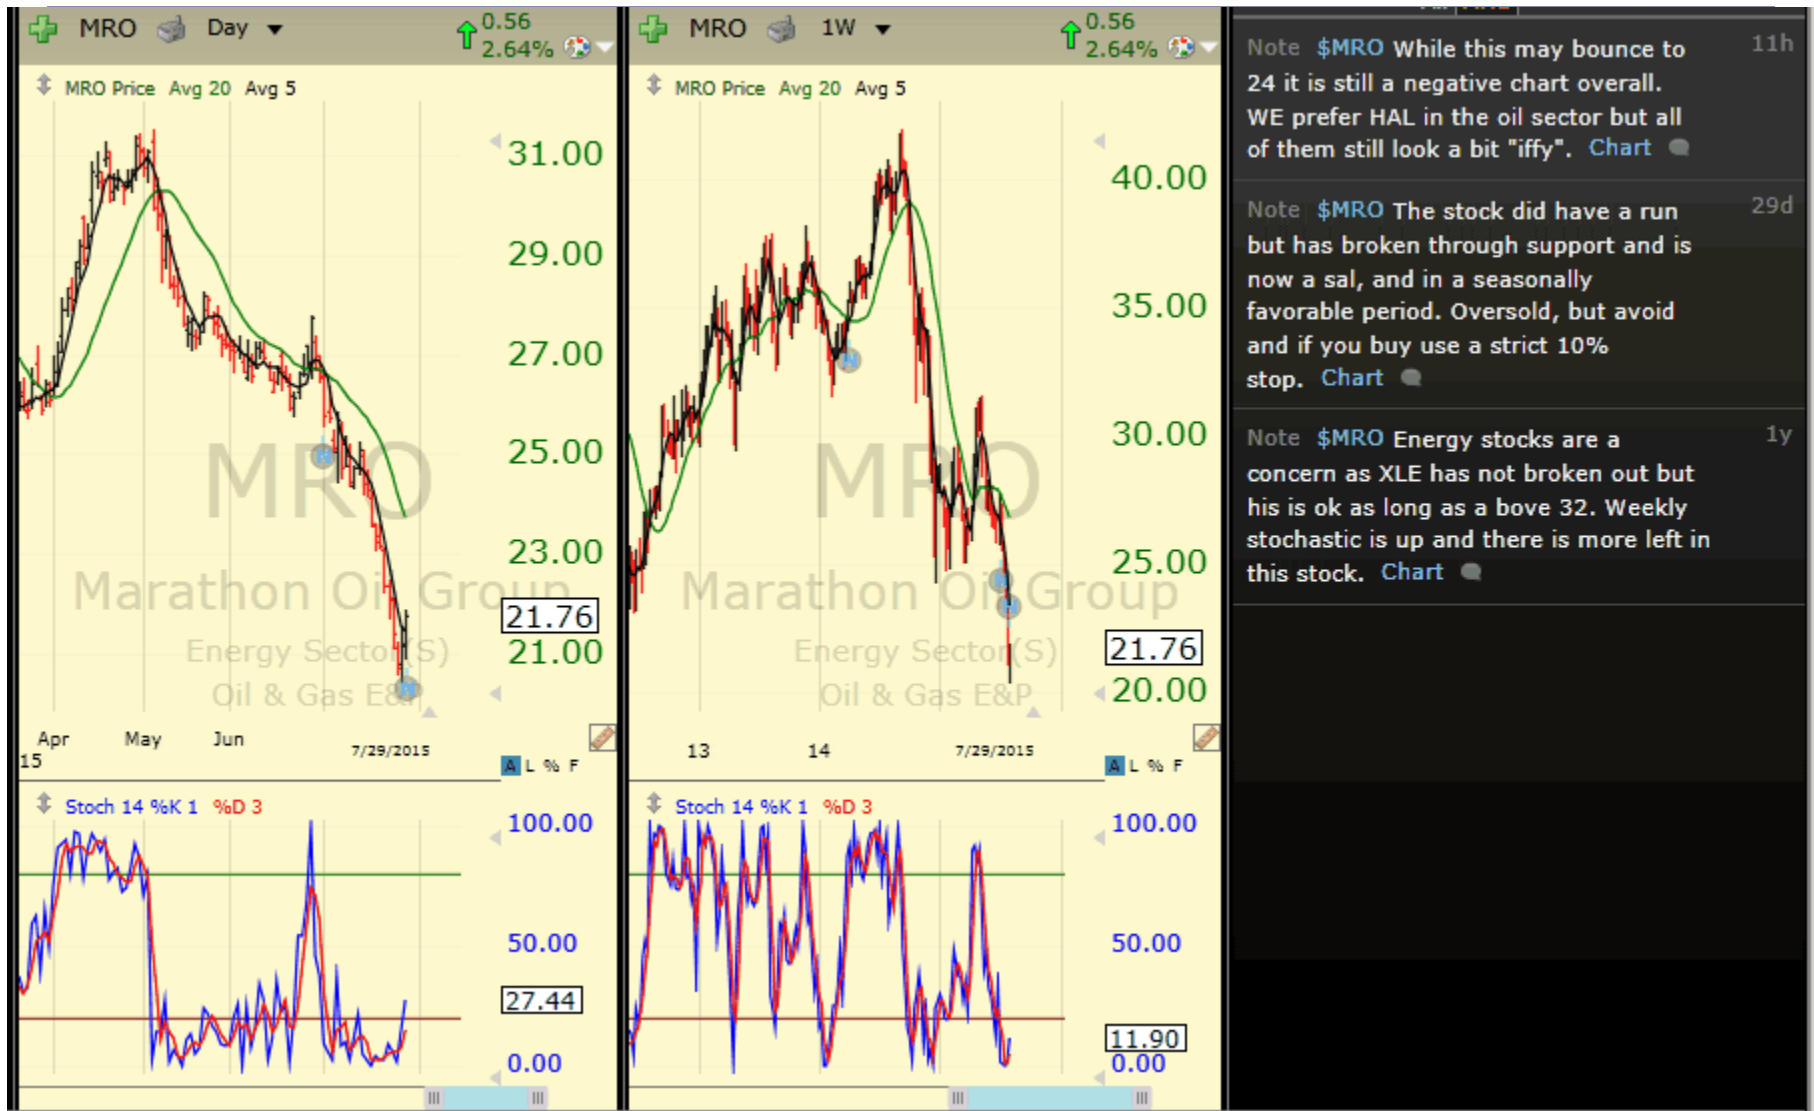 MRO Day 0.56
2.64%
MRO Price Avg 20 Avg 5
31.00
29.00
27.00
25.00
23.00
21.76
21.00
MRO
Marathon Oil Group
Energy Sector(S)
Oil & Gas E&P
N
N
Apr May Jun 7/29/2015
15
A L % F
Stoch 14 %K 1 %D 3
100.00
50.00
27.44
0.00
MRO 1W 0.56
2.64%
MRO Price Avg 20 Avg 5
40.00
35.00
30.00
25.00
21.76
20.00
MRO
Marathon Oil Group
Energy Sector(S)
Oil & Gas E&P
N
N
N
13 14 7/29/2015
A L % F
Stoch 14 %K 1 %D 3
100.00
50.00
11.90
0.00
Note $MRO While this may bounce to 11h
24 it is still a negative chart overall.
WE prefer HAL in the oil sector but all
of them still look a bit "iffy". Chart
Note $MRO The stock did have a run 29d
but has broken through support and is
now a sal, and in a seasonally
favorable period. Oversold, but avoid
and if you buy use a strict 10%
stop. Chart
Note $MRO Energy stocks are a 1y
concern as XLE has not broken out but
his is ok as long as a bove 32. Weekly
stochastic is up and there is more left in
this stock. Chart